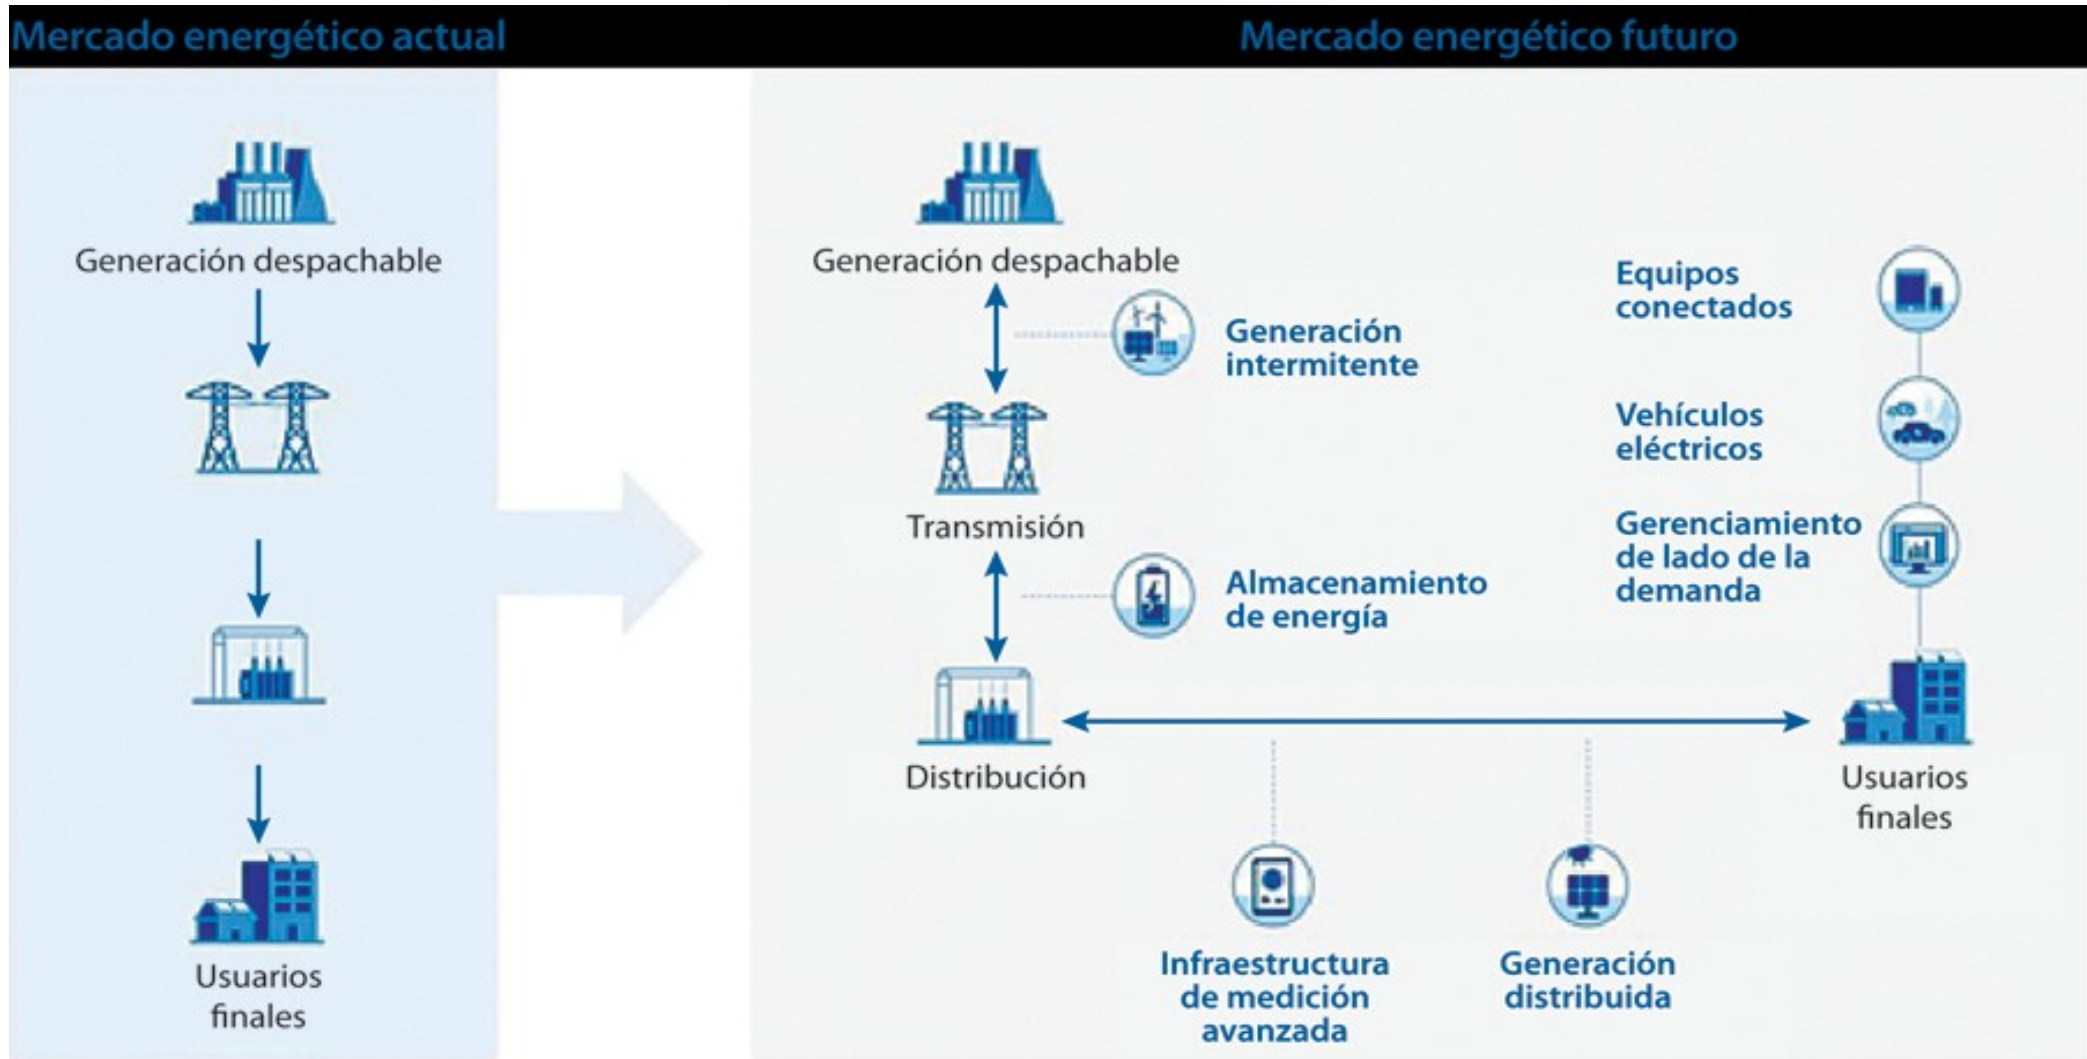 Mercado energético actual
Mercado energético futuro
Generación despachable
Usuarios
finales
Generación despachable
Generación
intermitente
Transmisión
Almacenamiento
de energía
Distribución
Equipos
conectados
Vehículos
eléctricos
Gerenciamiento
de lado de la
demanda
Usuarios
finales
Infraestructura
de medición
avanzada
Generación
distribuida